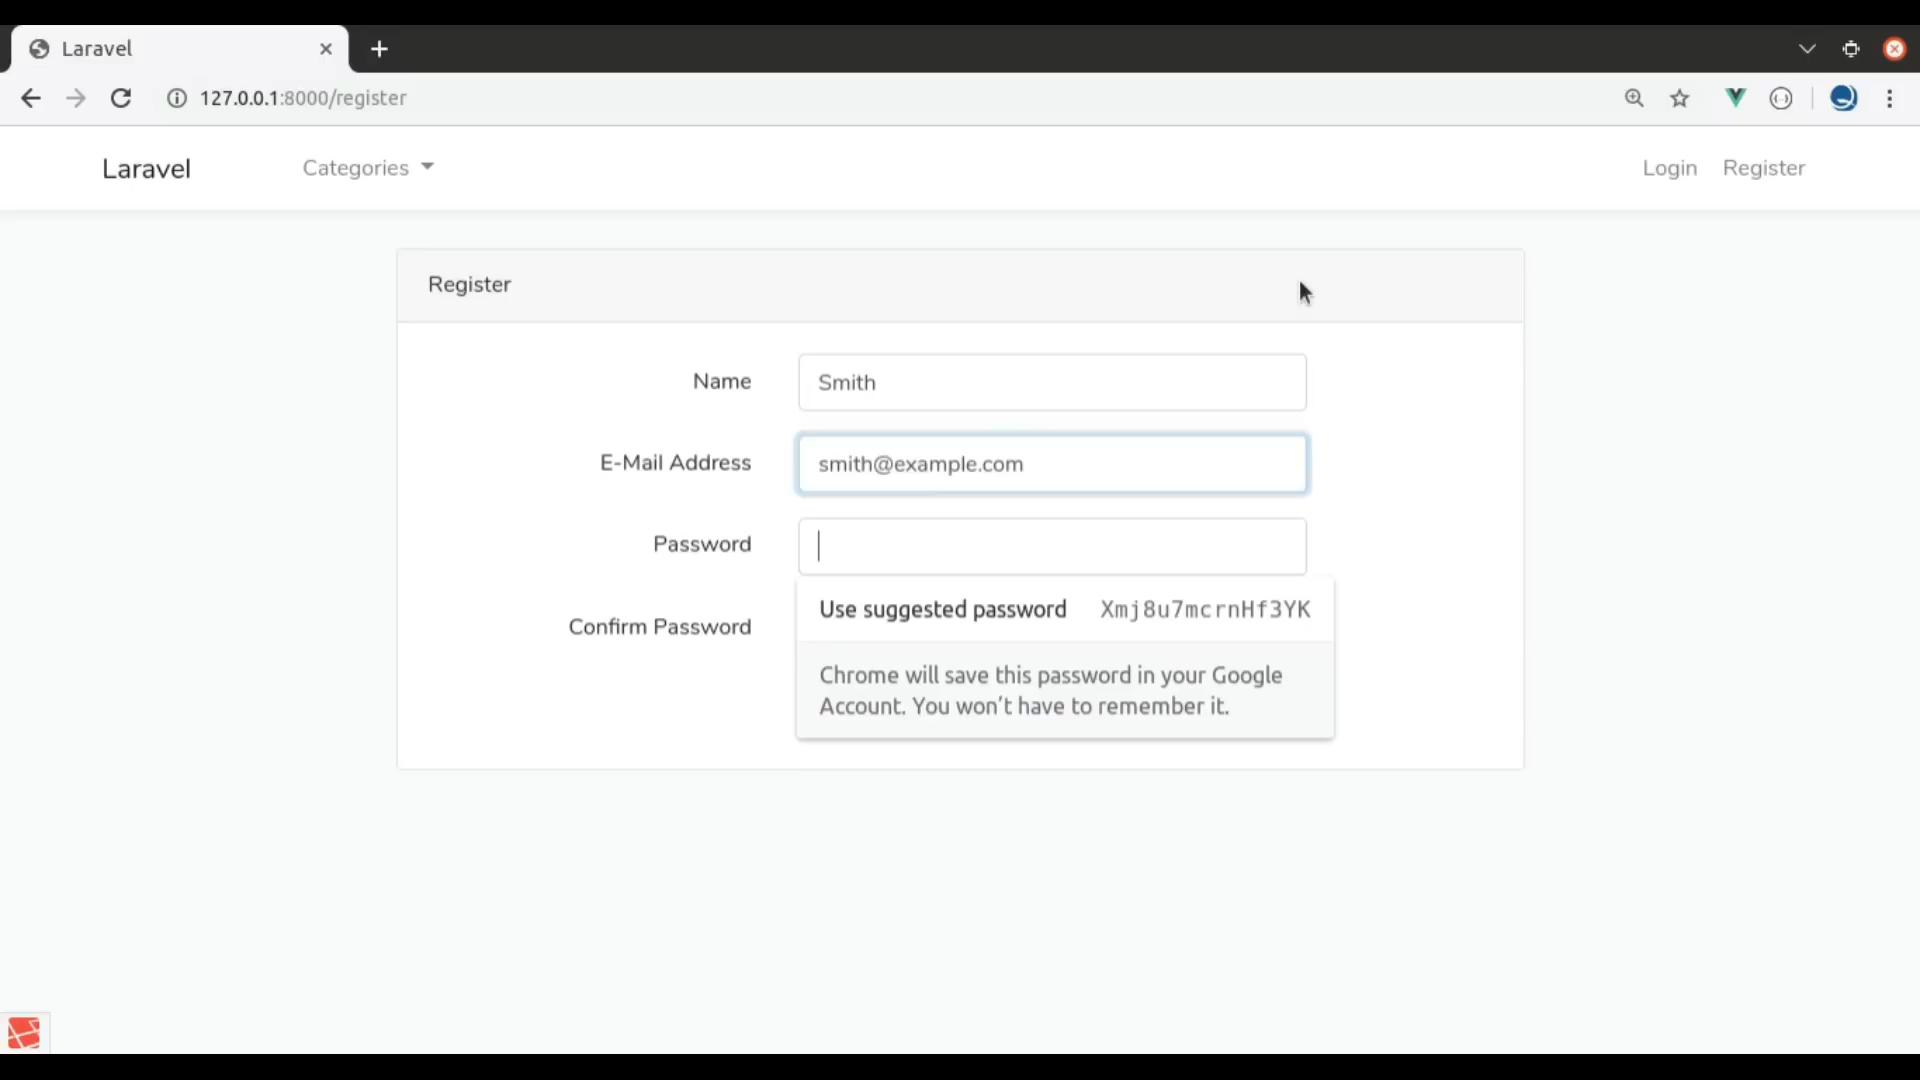 Laravel
127.0.0.1:8000/register
Laravel
Categories
Login
Register
Register
Name
Smith
E-Mail Address
smith@example.com
Password
Use suggested password
Xmj8u7mcrnHf3YK
Confirm Password
Chrome will save this password in your Google
Account. You won't have to remember it.